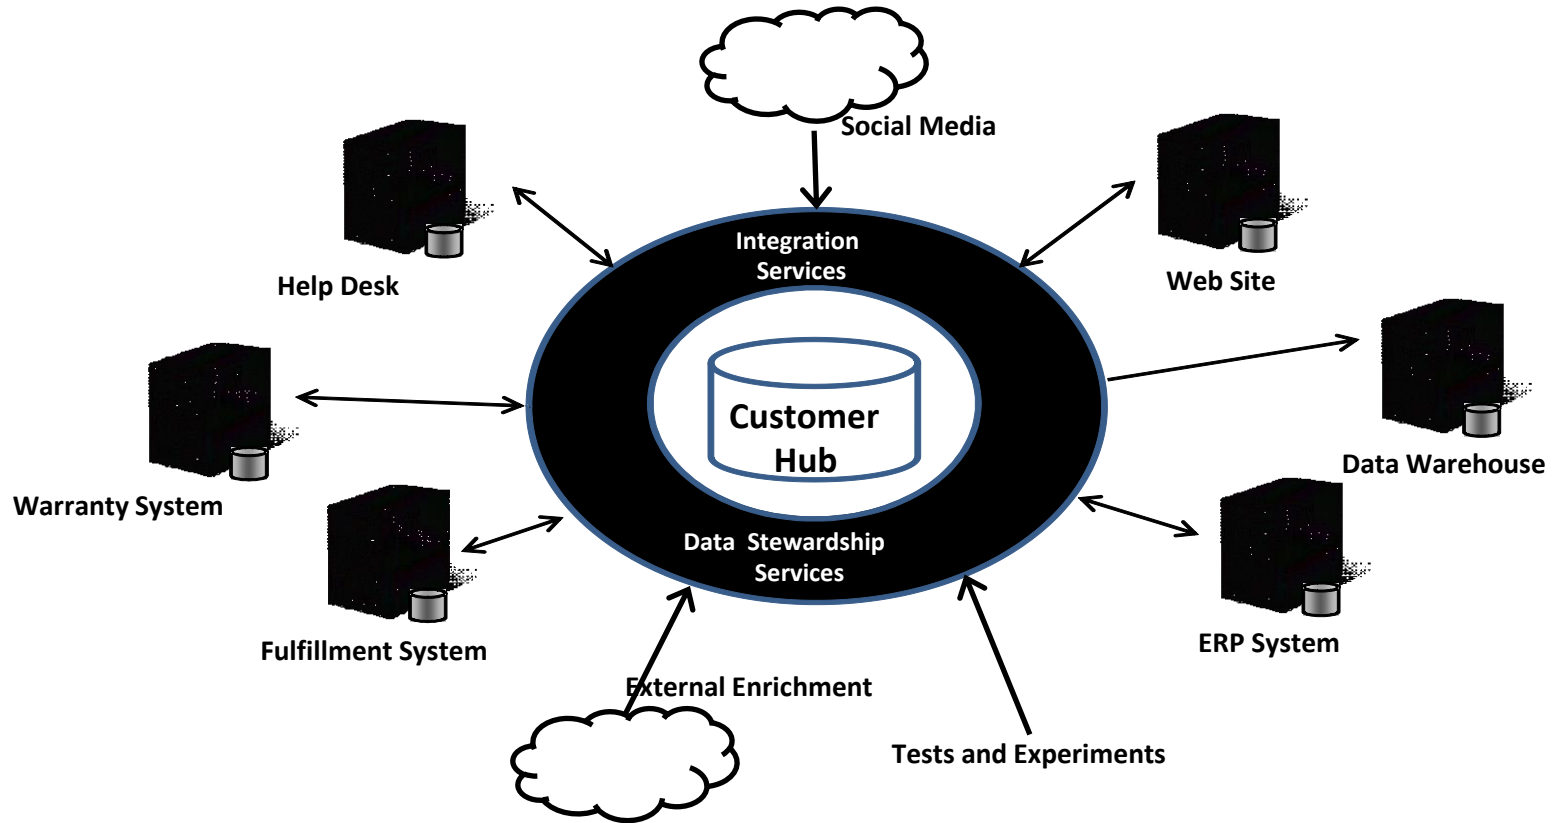 Social Media
Integration
Services
Help Desk
Web Site
Customer
Hub
Data Warehouse
Warranty System
Data Stewardship
Services
Fulfillment System
ERP System
External Enrichment
Tests and Experiments